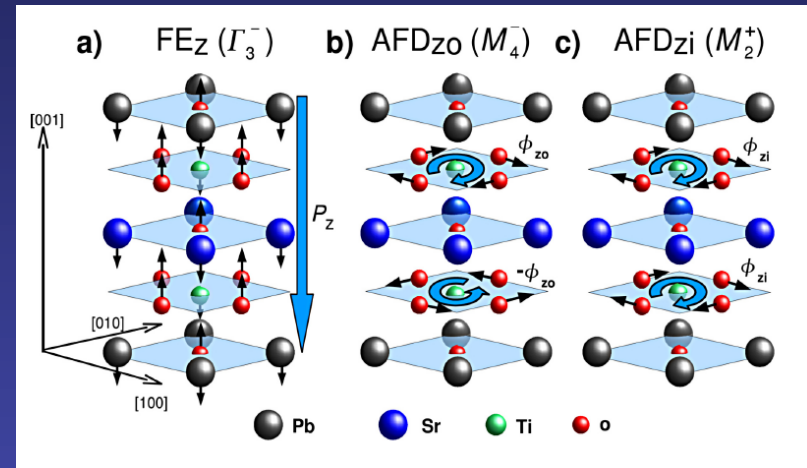 a) FEz (Γ₃⁻) b) AFDzo (M₄⁻) c) AFDzi (M₂⁺)
[001]
ϕzo
ϕzi
Pz
-ϕzo
ϕzi
[010]
[100]
Pb Sr Ti o